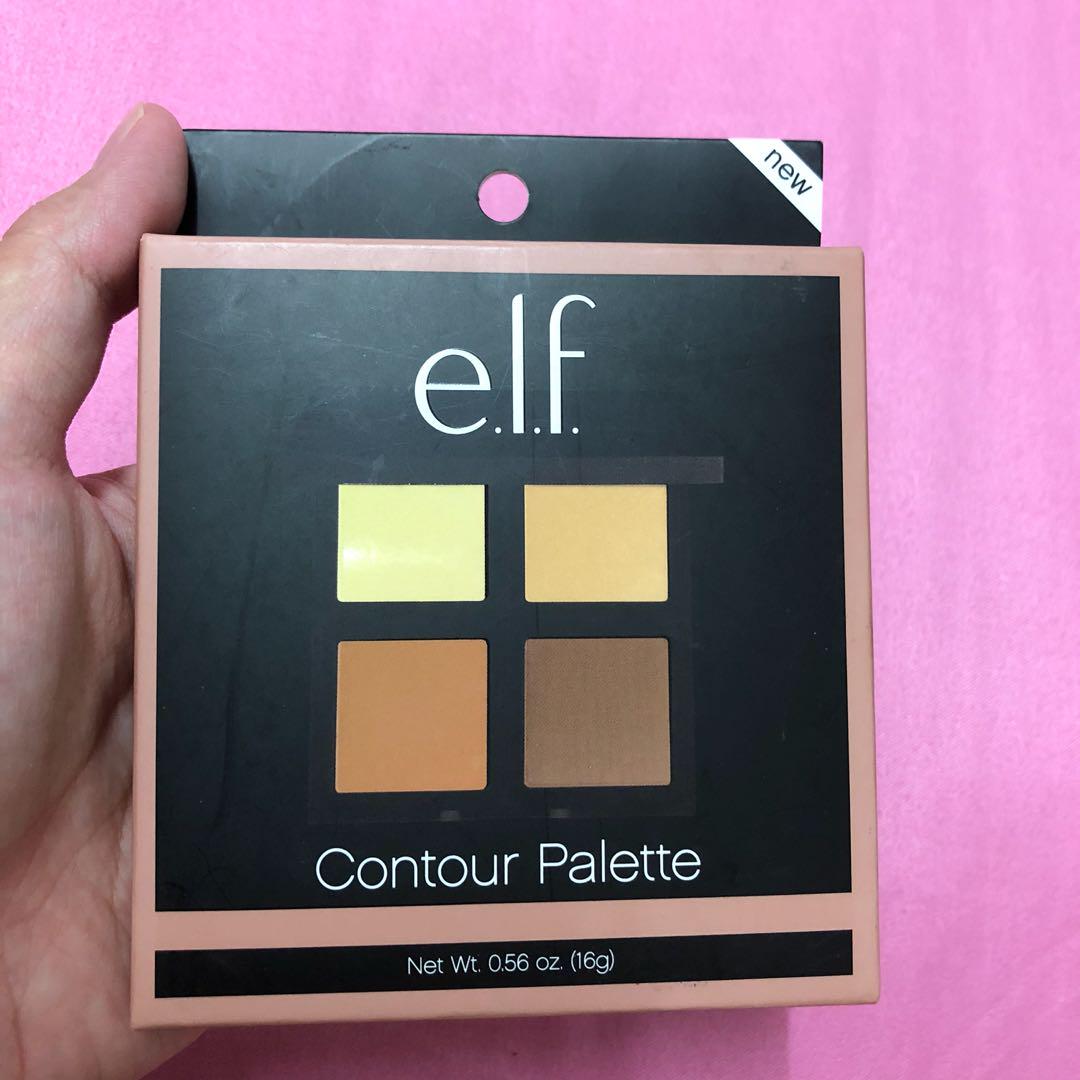 new
e.l.f.
Contour Palette
Net Wt. 0.56 oz. (16g)